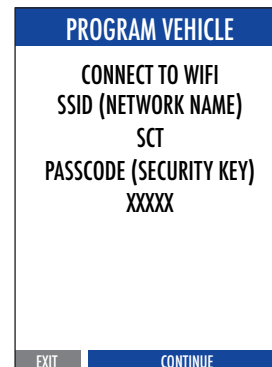 PROGRAM VEHICLE
CONNECT TO WIFI
SSID (NETWORK NAME)
SCT
PASSCODE (SECURITY KEY)
XXXXX
EXIT CONTINUE